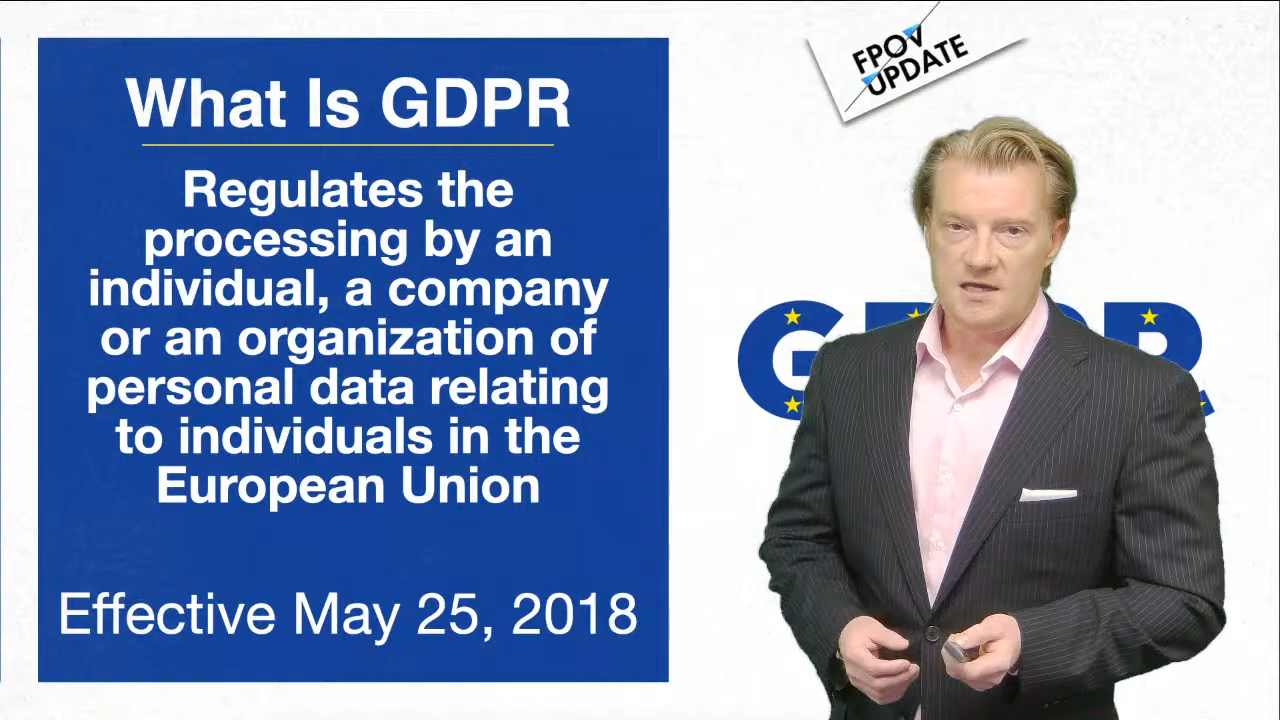 What Is GDPR
Regulates the
processing by an
individual, a company
or an organization of
personal data relating
to individuals in the
European Union
Effective May 25, 2018
FPOV
UPDATE
GDPR